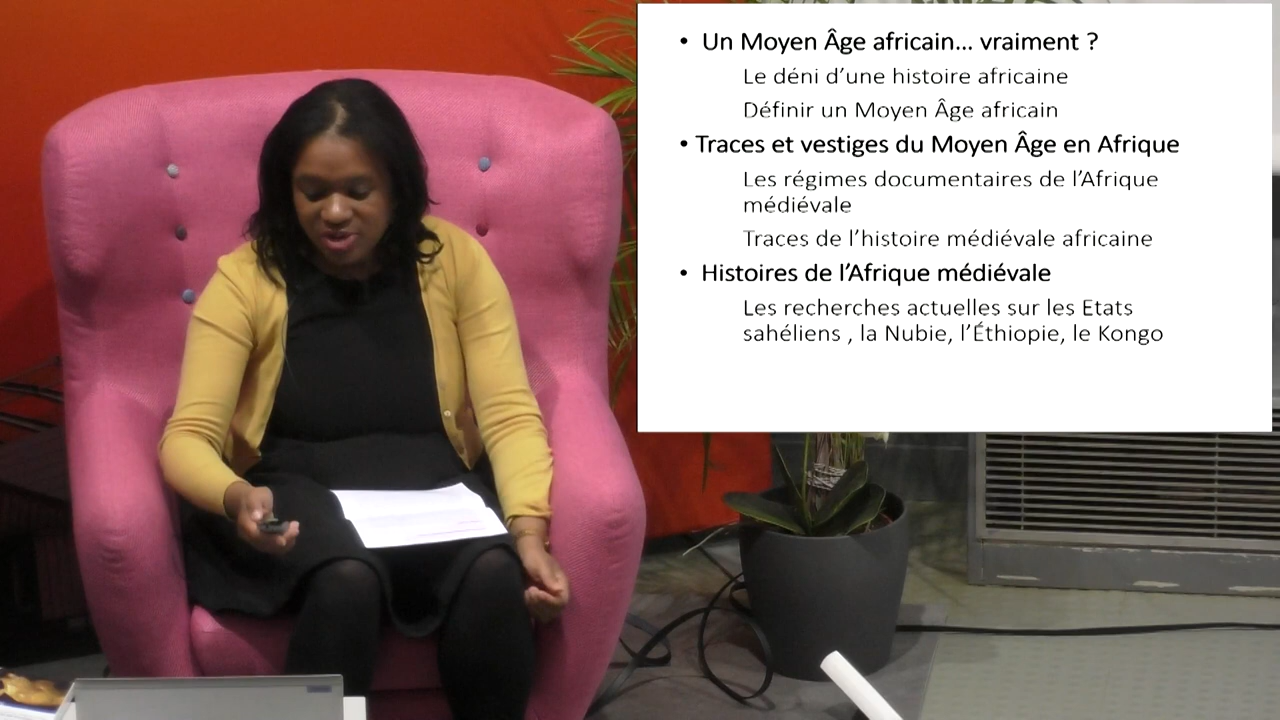 • Un Moyen Âge africain... vraiment ?
Le déni d'une histoire africaine
Définir un Moyen Âge africain
• Traces et vestiges du Moyen Âge en Afrique
Les régimes documentaires de l'Afrique
médiévale
Traces de l'histoire médiévale africaine
• Histoires de l'Afrique médiévale
Les recherches actuelles sur les Etats
sahéliens , la Nubie, l'Éthiopie, le Kongo